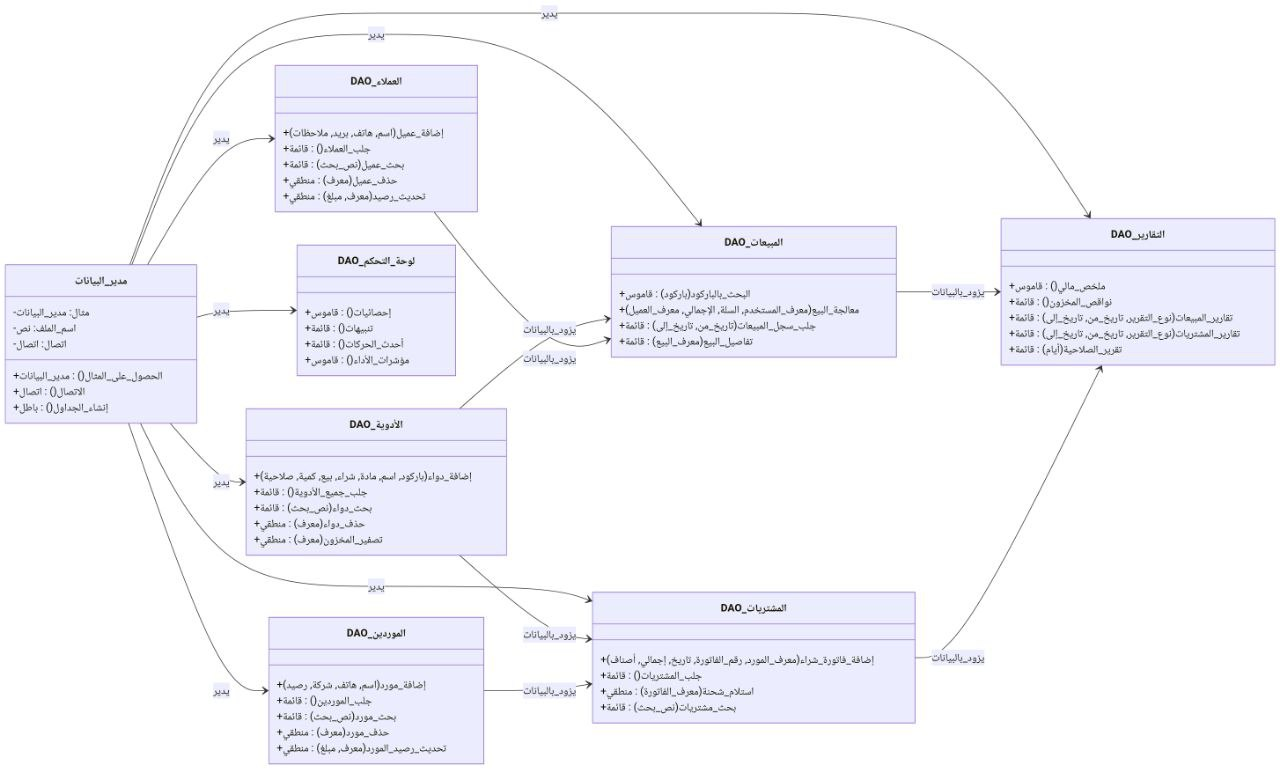 يدير
يدير
DAO_العملاء
+إضافة_عميل(اسم, هاتف, بريد, ملاحظات)
+جلب_العملاء() : قائمة
+بحث_عميل(نص_بحث) : قائمة
+حذف_عميل(معرف) : منطقي
+تحديث_رصيد(معرف, مبلغ) : منطقي
يدير
DAO_لوحة_التحكم
+إحصائيات() : قاموس
+تنبيهات() : قائمة
+أحدث_الحركات() : قائمة
+مؤشرات_الأداء() : قاموس
يدير
مدير_البيانات
-مثال: مدير_البيانات
-اسم_الملف: نص
-اتصال: اتصال
+الحصول_على_المثال() : مدير_البيانات
+الاتصال() : اتصال
+إنشاء_الجداول() : باطل
DAO_المبيعات
+البحث_بالباركود(باركود) : قاموس
+معالجة_البيع(معرف_المستخدم, السلة, الإجمالي, معرف_العميل)
+جلب_سجل_المبيعات(تاريخ_من, تاريخ_إلى) : قائمة
+تفاصيل_البيع(معرف_البيع) : قائمة
يزود_بالبيانات
يزود_بالبيانات
يزود_بالبيانات
DAO_التقارير
+ملخص_مالي() : قاموس
+نواقص_المخزون() : قائمة
+تقارير_المبيعات(نوع_التقرير, تاريخ_من, تاريخ_إلى) : قائمة
+تقارير_المشتريات(نوع_التقرير, تاريخ_من, تاريخ_إلى) : قائمة
+تقرير_الصلاحية(أيام) : قائمة
DAO_الأدوية
+إضافة_دواء(باركود, اسم, مادة, شراء, بيع, كمية, صلاحية)
+جلب_جميع_الأدوية() : قائمة
+بحث_دواء(نص_بحث) : قائمة
+حذف_دواء(معرف) : منطقي
+تصفير_المخزون(معرف) : منطقي
يدير
يدير
DAO_الموردين
+إضافة_مورد(اسم, هاتف, شركة, رصيد)
+جلب_الموردين() : قائمة
+بحث_مورد(نص_بحث) : قائمة
+حذف_مورد(معرف) : منطقي
+تحديث_رصيد_المورد(معرف, مبلغ) : منطقي
يدير
يزود_بالبيانات
يزود_بالبيانات
DAO_المشتريات
+إضافة_فاتورة_شراء(معرف_المورد, رقم_الفاتورة, تاريخ, إجمالي, أصناف)
+جلب_المشتريات() : قائمة
+استلام_شحنة(معرف_الفاتورة) : منطقي
+بحث_مشتريات(نص_بحث) : قائمة
يزود_بالبيانات